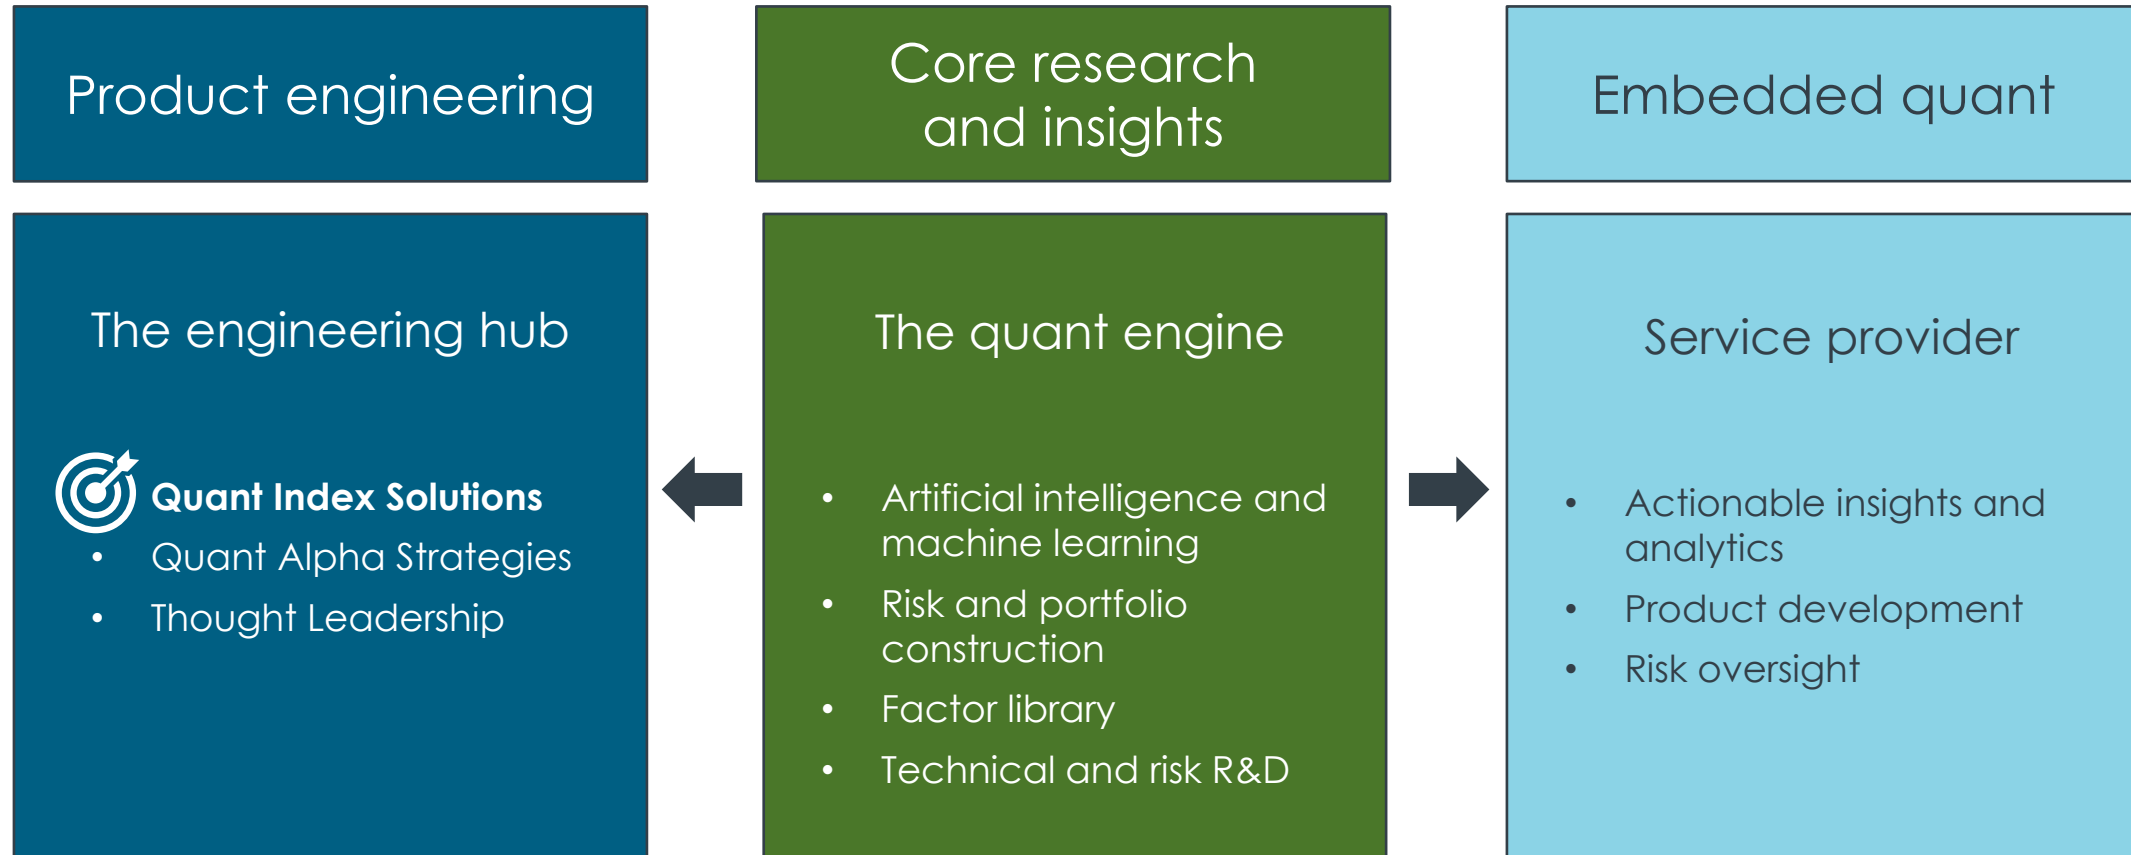 Product engineering
The engineering hub
Quant Index Solutions
• Quant Alpha Strategies
• Thought Leadership
Core research
and insights
The quant engine
• Artificial intelligence and
machine learning
• Risk and portfolio
construction
• Factor library
• Technical and risk R&D
Embedded quant
Service provider
• Actionable insights and
analytics
• Product development
• Risk oversight